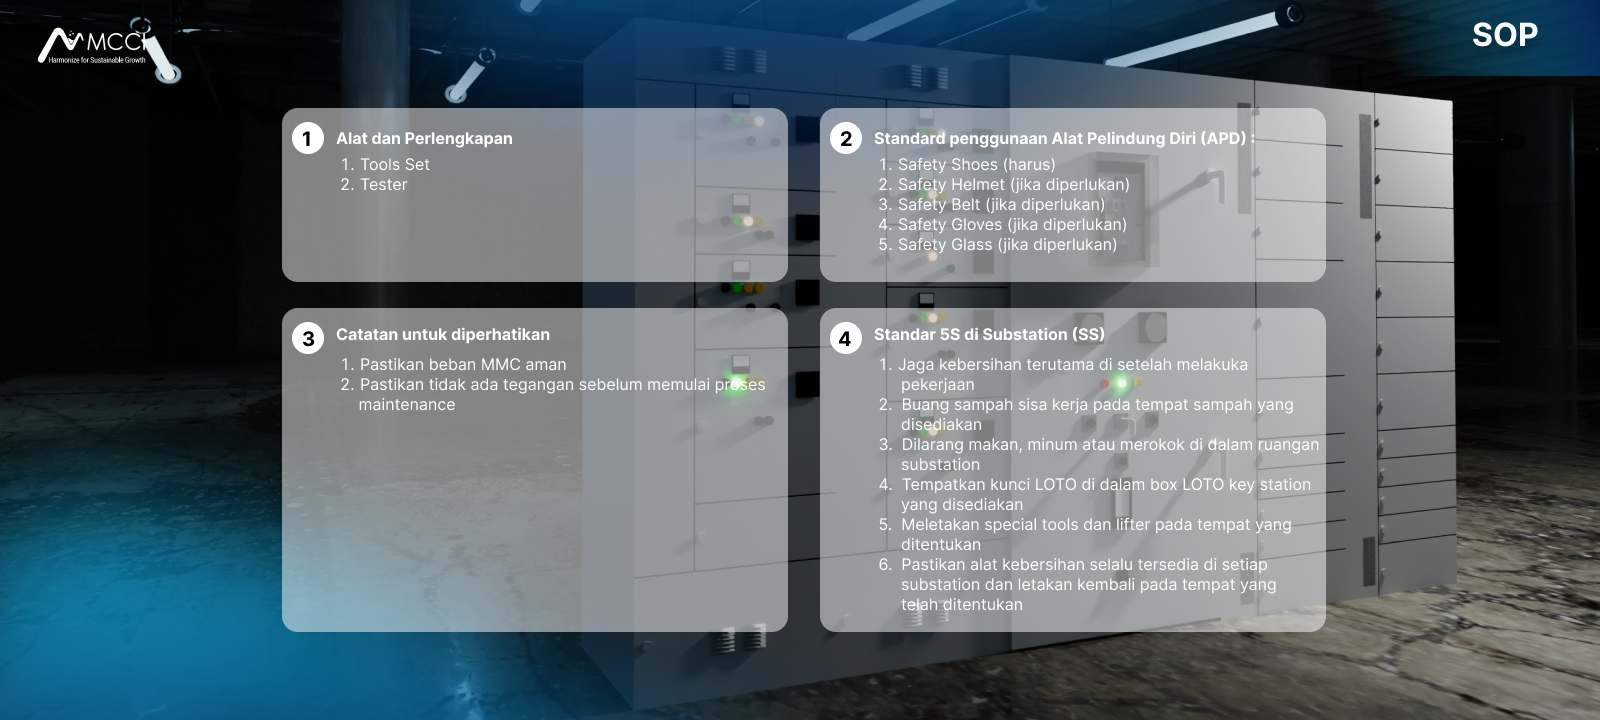 MCCI
Harmonize for Sustainable Growth
SOP
1
Alat dan Perlengkapan
1. Tools Set
2. Tester
2
Standard penggunaan Alat Pelindung Diri (APD) :
1. Safety Shoes (harus)
2. Safety Helmet (jika diperlukan)
3. Safety Belt (jika diperlukan)
4. Safety Gloves (jika diperlukan)
5. Safety Glass (jika diperlukan)
3
Catatan untuk diperhatikan
1. Pastikan beban MMC aman
2. Pastikan tidak ada tegangan sebelum memulai proses
maintenance
4
Standar 5S di Substation (SS)
1. Jaga kebersihan terutama di setelah melakuka
pekerjaan
2. Buang sampah sisa kerja pada tempat sampah yang
disediakan
3. Dilarang makan, minum atau merokok di dalam ruangan
substation
4. Tempatkan kunci LOTO di dalam box LOTO key station
yang disediakan
5. Meletakan special tools dan lifter pada tempat yang
ditentukan
6. Pastikan alat kebersihan selalu tersedia di setiap
substation dan letakan kembali pada tempat yang
telah ditentukan